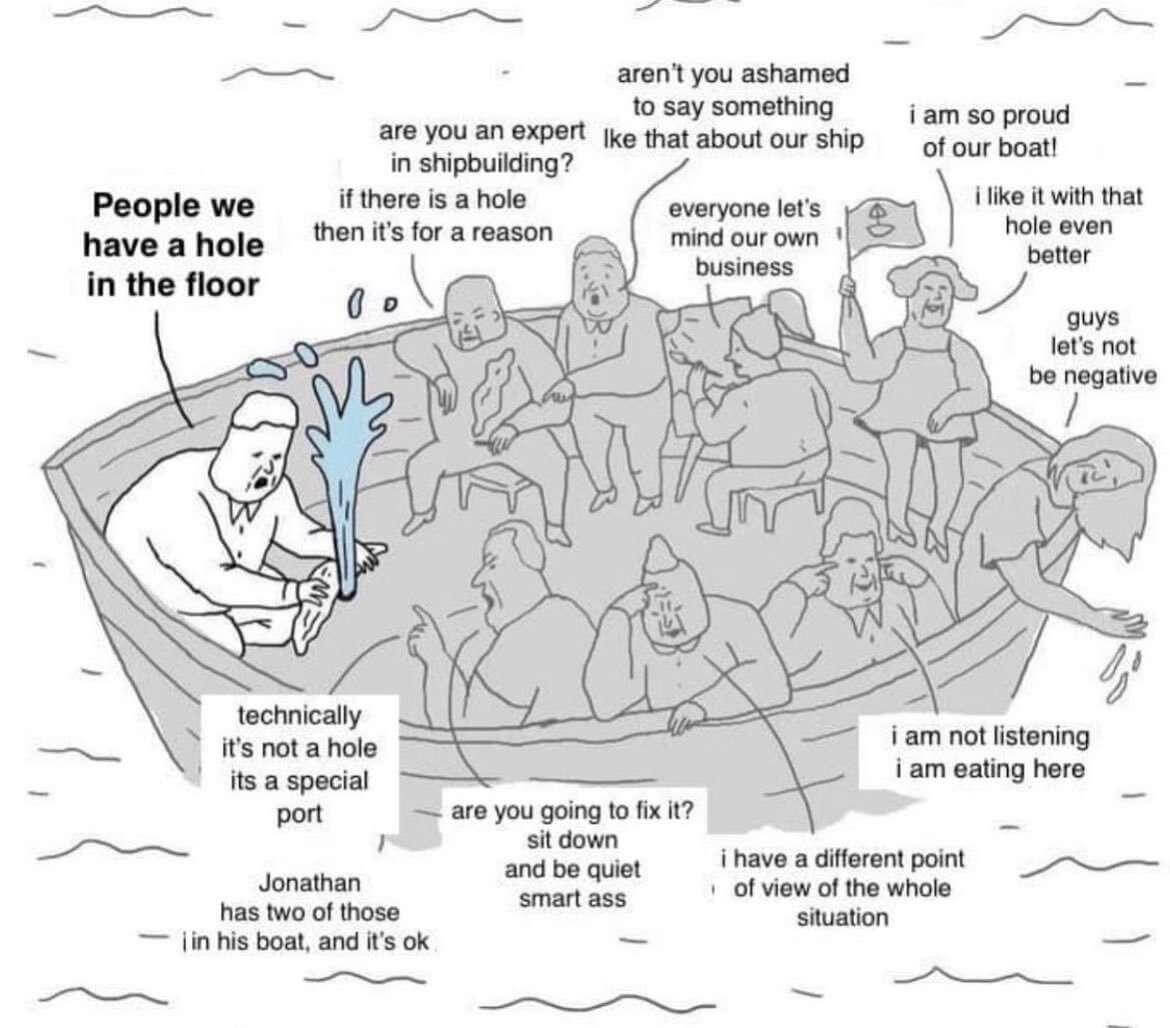 People we
have a hole
in the floor
are you an expert
in shipbuilding?
if there is a hole
then it's for a reason
aren't you ashamed
to say something
lke that about our ship
everyone let's
mind our own
business
i am so proud
of our boat!
i like it with that
hole even
better
guys
let's not
be negative
technically
it's not a hole
its a special
port
Jonathan
has two of those
in his boat, and it's ok
are you going to fix it?
sit down
and be quiet
smart ass
i have a different point
of view of the whole
situation
i am not listening
i am eating here